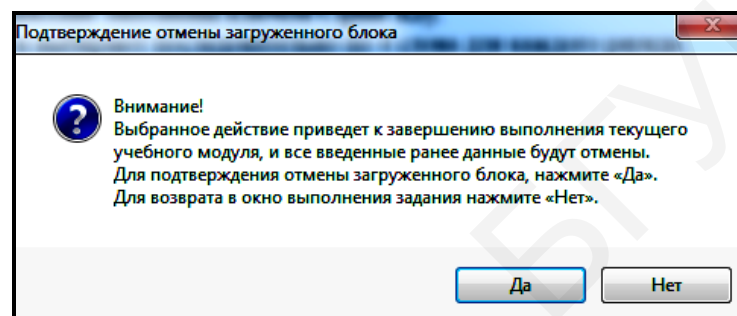 Подтверждение отмены загруженного блока
Внимание!
Выбранное действие приведет к завершению выполнения текущего
учебного модуля, и все введенные ранее данные будут отмены.
Для подтверждения отмены загруженного блока, нажмите «Да».
Для возврата в окно выполнения задания нажмите «Нет».
Да
Нет
БГУ